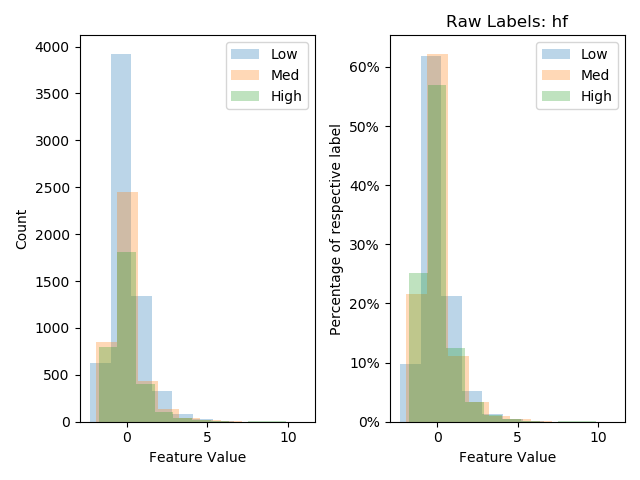 Raw Labels: hf
Count
4000
3500
3000
2500
2000
1500
1000
500
0
0
5
10
Feature Value
Low
Med
High
Percentage of respective label
60%
50%
40%
30%
20%
10%
0%
0
5
10
Feature Value
Low
Med
High